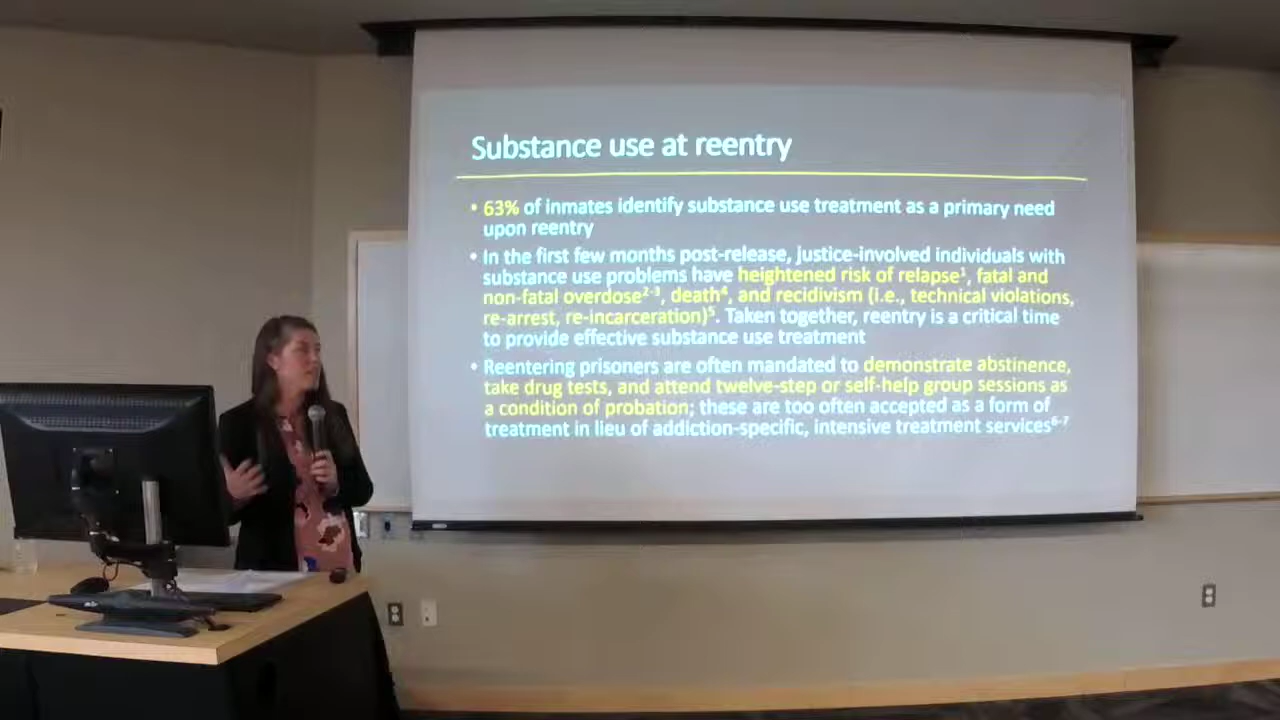 Substance use at reentry
• 63% of inmates identify substance use treatment as a primary need
upon reentry
• In the first few months post-release, justice-involved individuals with
substance use problems have heightened risk of relapse¹, fatal and
non-fatal overdose²⁻³, death⁴, and recidivism (i.e., technical violations,
re-arrest, re-incarceration)⁵. Taken together, reentry is a critical time
to provide effective substance use treatment
• Reentering prisoners are often mandated to demonstrate abstinence,
take drug tests, and attend twelve-step or self-help group sessions as
a condition of probation; these are too often accepted as a form of
treatment in lieu of addiction-specific, intensive treatment services⁶⁻⁷